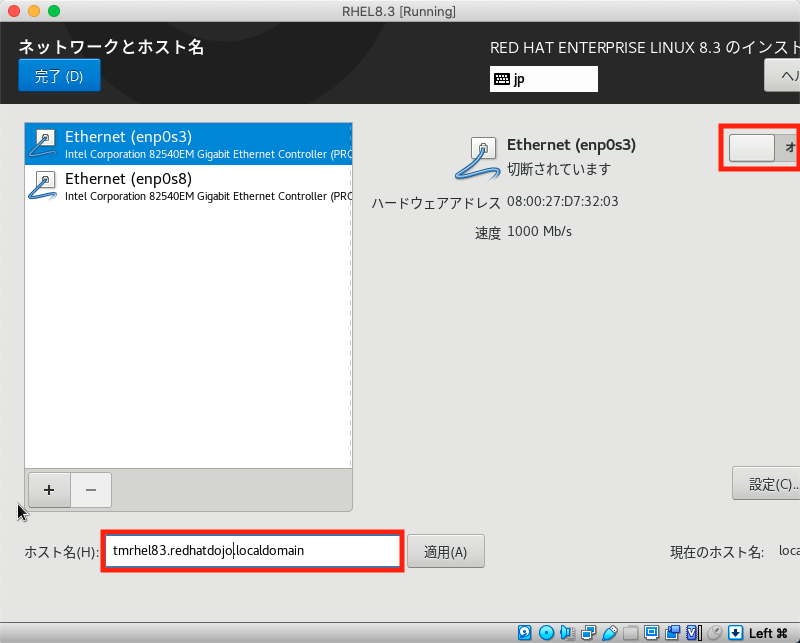 RHEL8.3 [Running]
ネットワークとホスト名
RED HAT ENTERPRISE LINUX 8.3 のインスト
完了 (D)
jp
ヘル
Ethernet (enp0s3)
Intel Corporation 82540EM Gigabit Ethernet Controller (PRO
Ethernet (enp0s8)
Intel Corporation 82540EM Gigabit Ethernet Controller (PRO
Ethernet (enp0s3)
切断されています
オ
ハードウェアアドレス 08:00:27:D7:32:03
速度 1000 Mb/s
+
−
設定(C)...
ホスト名(H):
tmrhel83.redhatdojo.localdomain
適用(A)
現在のホスト名:
loca
Left ⌘